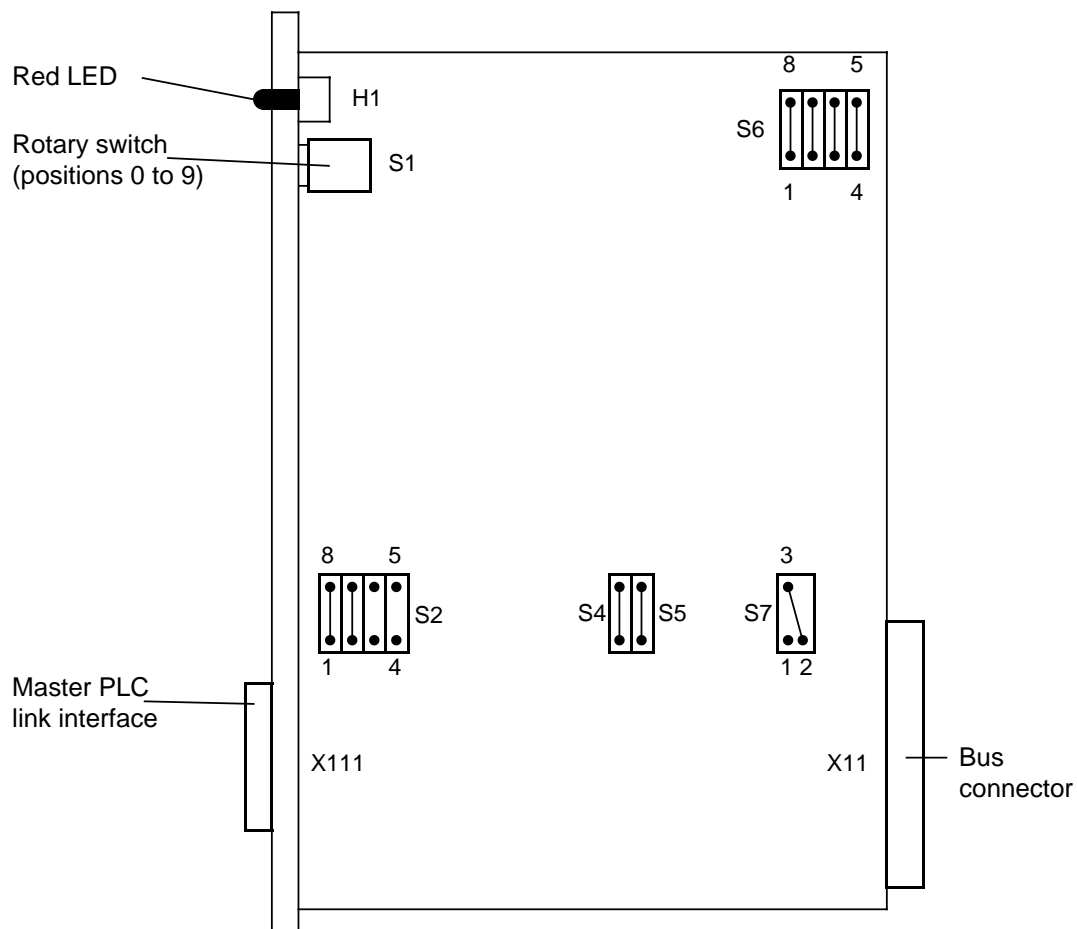 Red LED
H1
Rotary switch
(positions 0 to 9)
S1
8 5
S6
1 4
8 5
S2
1 4
S4 S5
3
S7
1 2
Master PLC
link interface
X111
X11
Bus
connector